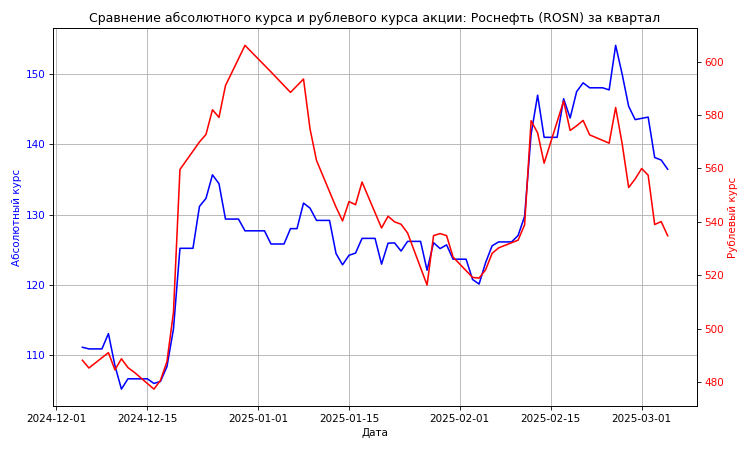 Сравнение абсолютного курса и рублевого курса акции: Роснефть (ROSN) за квартал
Абсолютный курс
150
140
130
120
110
600
580
560
540
520
500
480
Рублевый курс
2024-12-01 2024-12-15 2025-01-01 2025-01-15 2025-02-01 2025-02-15 2025-03-01
Дата